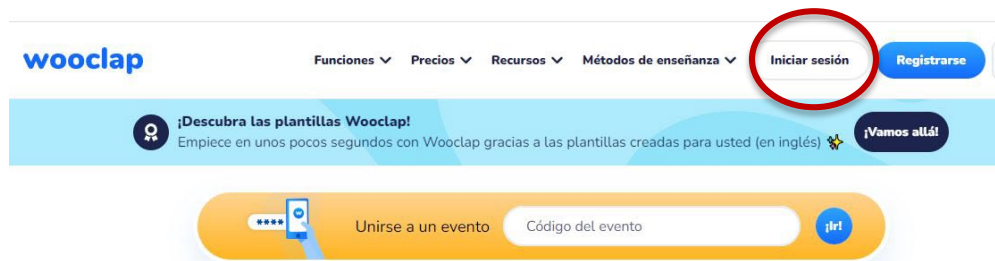 wooclap
Funciones Precios Recursos Métodos de enseñanza Iniciar sesión Registrarse
¡Descubra las plantillas Wooclap!
Empiece en unos pocos segundos con Wooclap gracias a las plantillas creadas para usted (en inglés)
¡Vamos allá!
**** w
Unirse a un evento Código del evento ¡Ir!